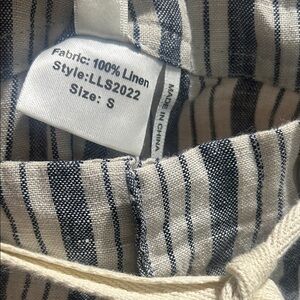 Fabric: 100% Linen
Style:LLS2022
Size: S
MADE IN CHINA